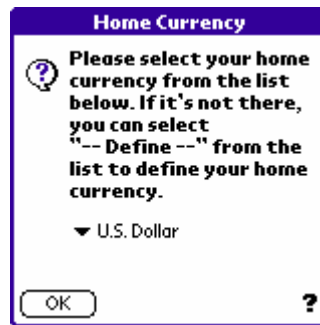 Home Currency
Please select your home
currency from the list
below. If it's not there,
you can select
"-- Define --" from the
list to define your home
currency.
U.S. Dollar
OK
?